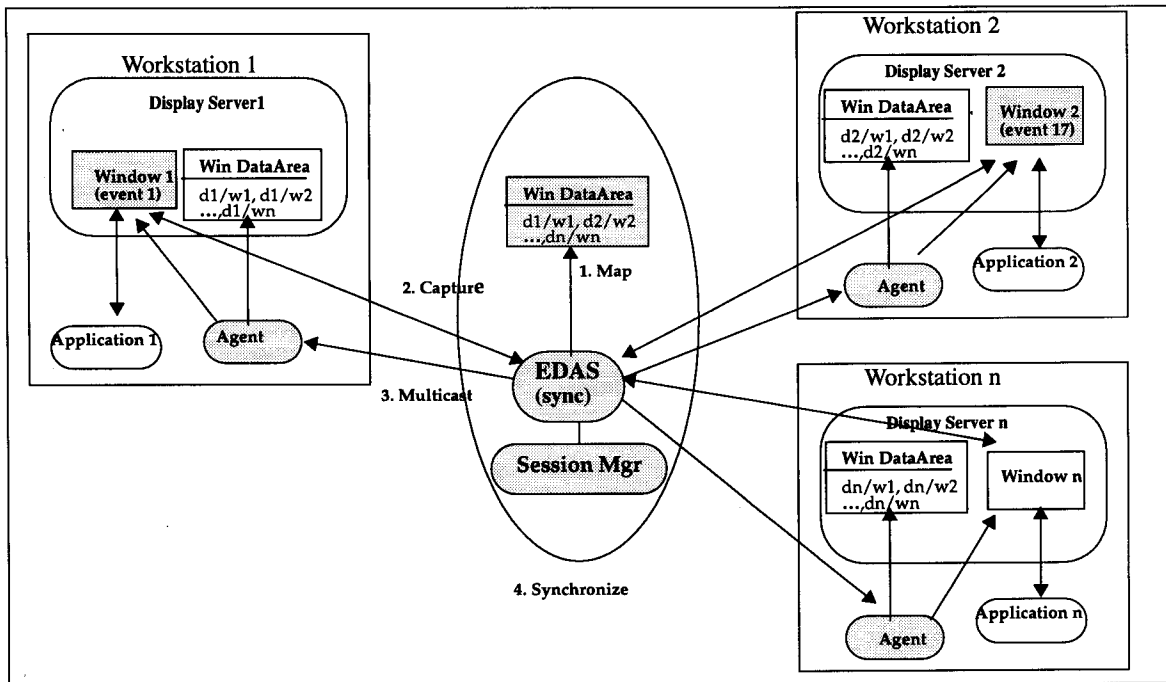 Workstation 1
Display Server1
Window 1
(event 1)
Win DataArea
d1/w1, d1/w2
...,d1/wn
Application 1
Agent
Win DataArea
d1/w1, d2/w2
...,dn/wn
1. Map
2. Capture
3. Multicast
EDAS
(sync)
Session Mgr
4. Synchronize
Workstation 2
Display Server 2
Win DataArea
d2/w1, d2/w2
...,d2/wn
Window 2
(event 17)
Agent
Application 2
Workstation n
Display Server n
Win DataArea
dn/w1, dn/w2
...,dn/wn
Window n
Agent
Application n